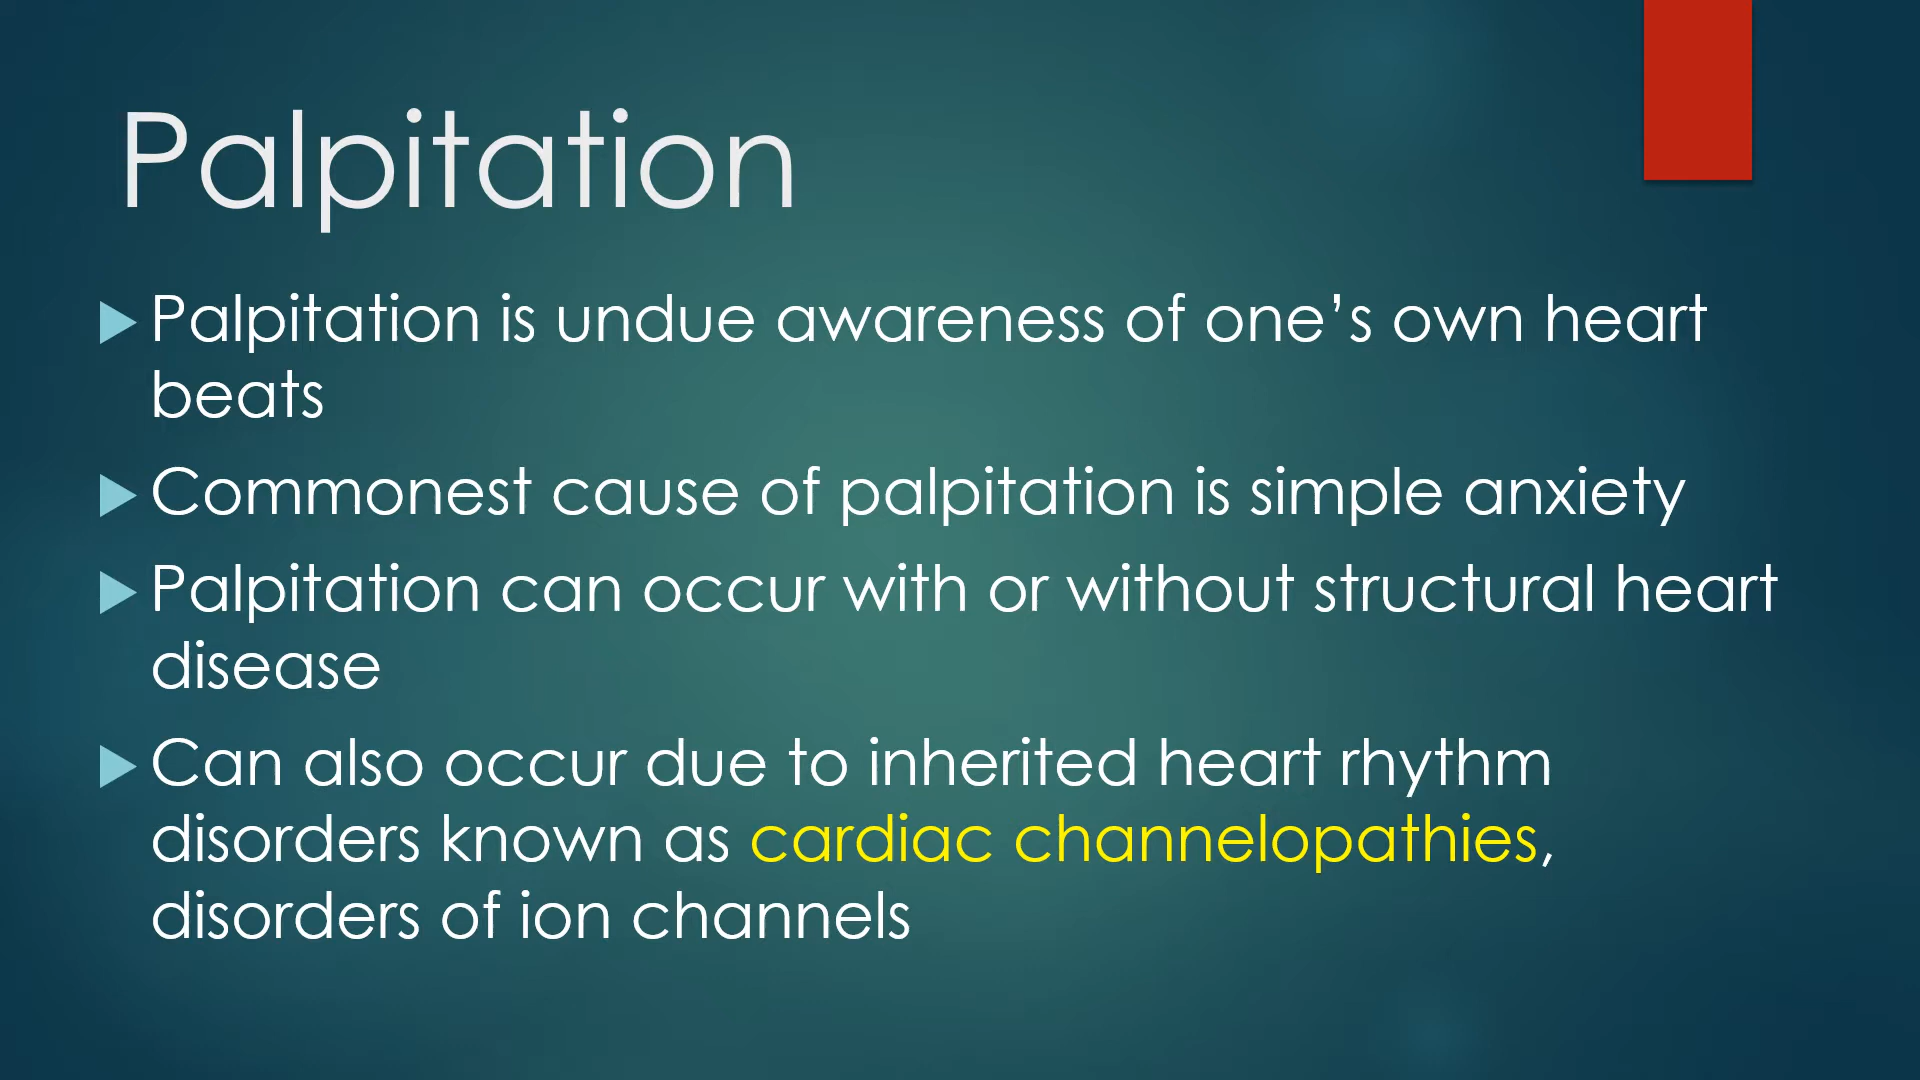 Palpitation
Palpitation is undue awareness of one’s own heart
beats
Commonest cause of palpitation is simple anxiety
Palpitation can occur with or without structural heart
disease
Can also occur due to inherited heart rhythm
disorders known as cardiac channelopathies,
disorders of ion channels